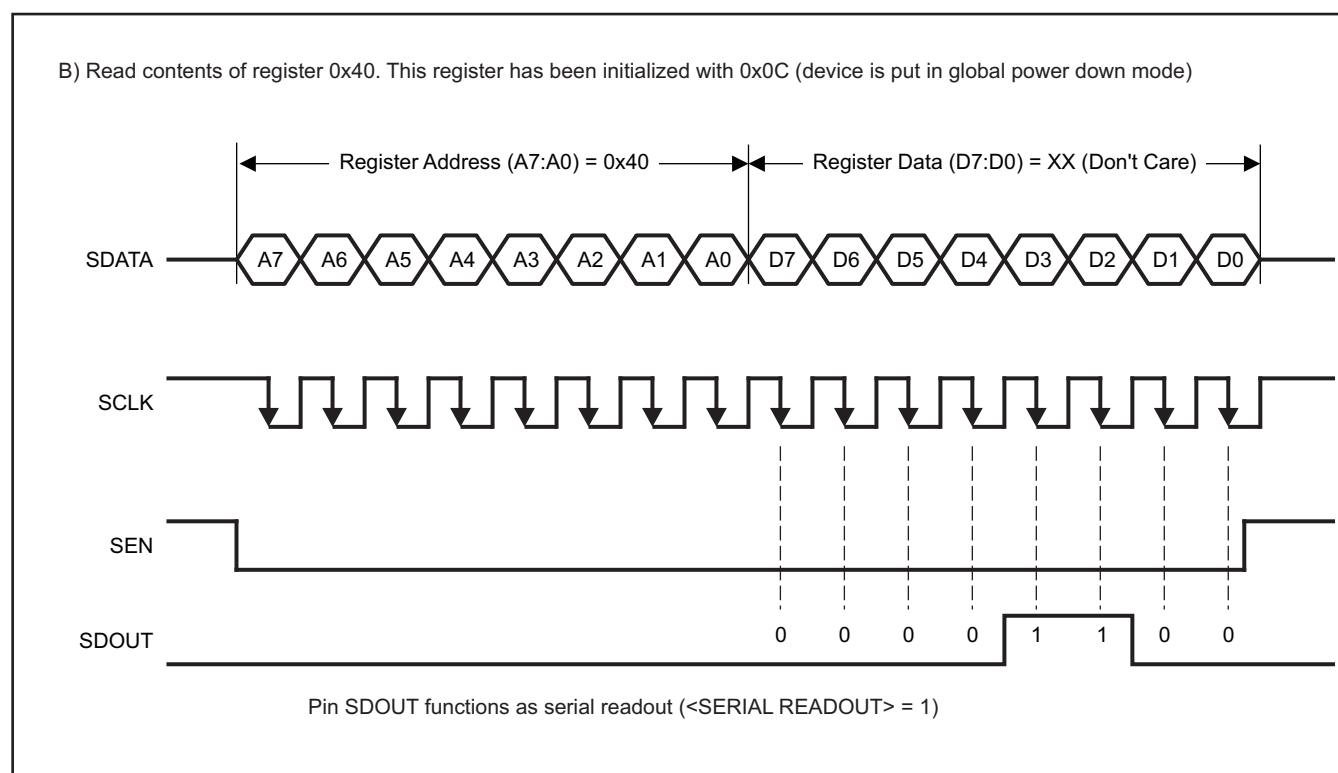 B) Read contents of register 0x40. This register has been initialized with 0x0C (device is put in global power down mode)
Register Address (A7:A0) = 0x40 Register Data (D7:D0) = XX (Don't Care)
SDATA A7 A6 A5 A4 A3 A2 A1 A0 D7 D6 D5 D4 D3 D2 D1 D0
SCLK
SEN
SDOUT 0 0 0 0 1 1 0 0
Pin SDOUT functions as serial readout (<SERIAL READOUT> = 1)